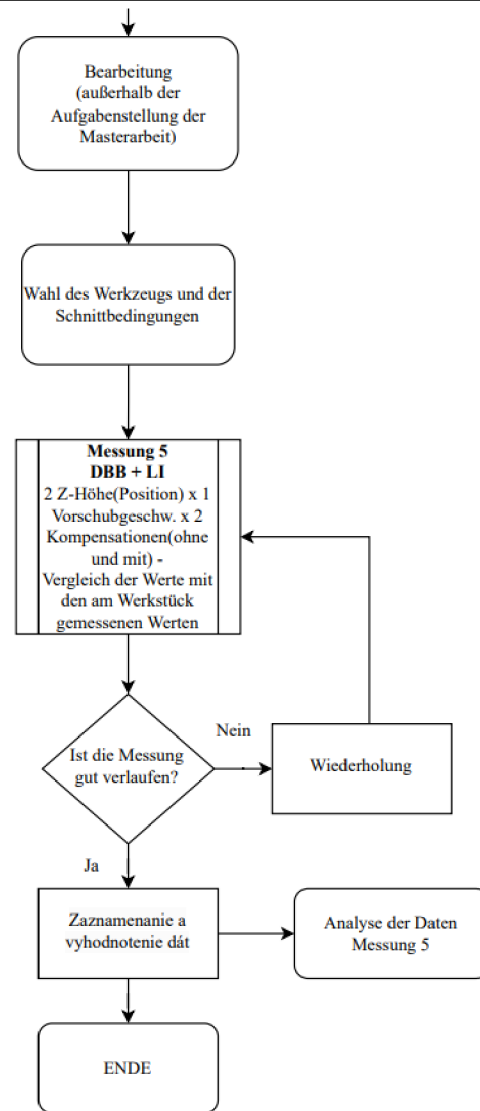 Bearbeitung
(außerhalb der
Aufgabenstellung der
Masterarbeit)
Wahl des Werkzeugs und der
Schnittbedingungen
Messung 5
DBB + LI
2 Z-Höhe(Position) x 1
Vorschubgeschw. x 2
Kompensationen(ohne
und mit) -
Vergleich der Werte mit
den am Werkstück
gemessenen Werten
Ist die Messung
gut verlaufen?
Nein
Wiederholung
Ja
Zaznamenanie a
vyhodnotenie dát
Analyse der Daten
Messung 5
ENDE